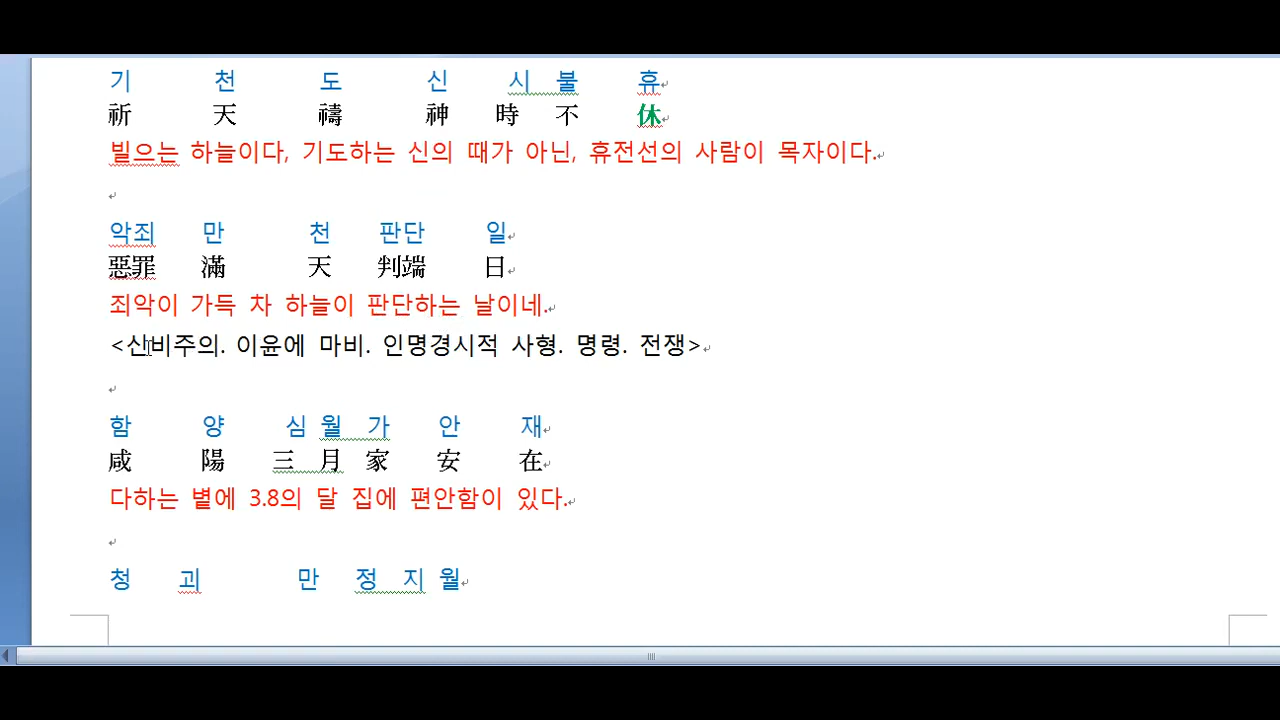 기 천 도 신 시 불 휴
祈 天 禱 神 時 不 休
빌으는 하늘이다, 기도하는 신의 때가 아닌, 휴전선의 사람이 목자이다.
악죄 만 천 판단 일
惡罪 滿 天 判端 日
죄악이 가득 차 하늘이 판단하는 날이네.
<신비주의. 이윤에 마비. 인명경시적 사형. 명령. 전쟁>
함 양 심 월 가 안 재
咸 陽 三 月 家 安 在
다하는 볕에 3.8의 달 집에 편안함이 있다.
청 괴 만 정 지 월